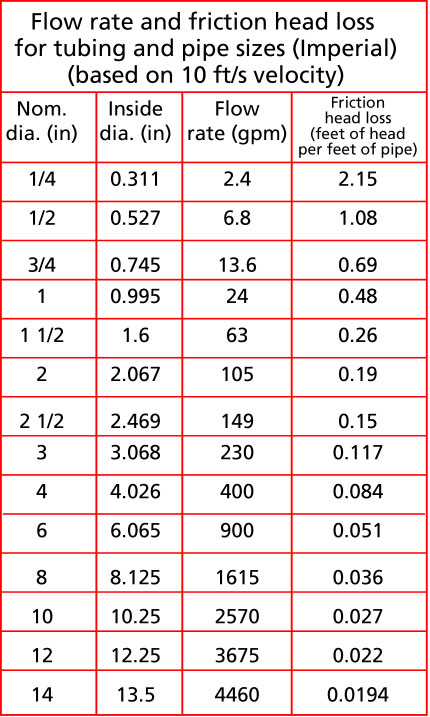 Flow rate and friction head loss
for tubing and pipe sizes (Imperial)
(based on 10 ft/s velocity)
Nom. dia. (in) Inside dia. (in) Flow rate (gpm) Friction head loss (feet of head per feet of pipe)
1/4 0.311 2.4 2.15
1/2 0.527 6.8 1.08
3/4 0.745 13.6 0.69
1 0.995 24 0.48
1 1/2 1.6 63 0.26
2 2.067 105 0.19
2 1/2 2.469 149 0.15
3 3.068 230 0.117
4 4.026 400 0.084
6 6.065 900 0.051
8 8.125 1615 0.036
10 10.25 2570 0.027
12 12.25 3675 0.022
14 13.5 4460 0.0194